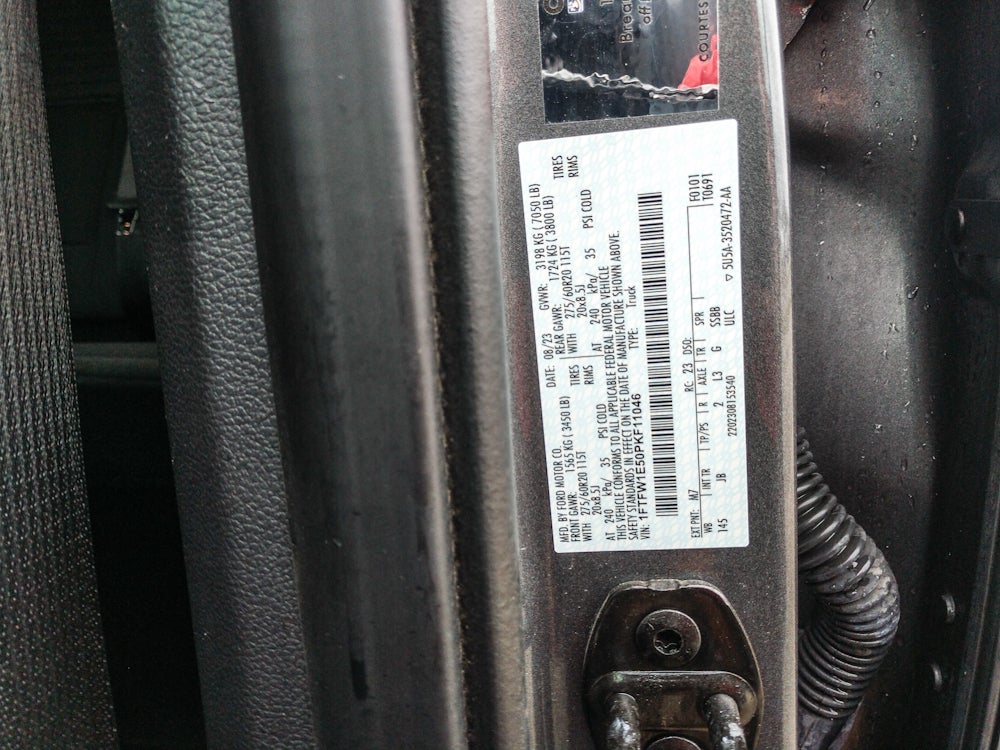 Brea
off
COURTES
MFD. BY FORD MOTOR CO.
DATE: 08/23 GVWR: 3198 KG (7050 LB)
FRONT GAWR: 1565 KG (3450 LB) REAR GAWR: 1724 KG (3800 LB)
WITH 275/60R20 115T TIRES WITH 275/60R20 115T TIRES
20x8.5J RIMS 20x8.5J RIMS
AT 240 kPa/ 35 PSI COLD AT 240 kPa/ 35 PSI COLD
THIS VEHICLE CONFORMS TO ALL APPLICABLE FEDERAL MOTOR VEHICLE
SAFETY STANDARDS IN EFFECT ON THE DATE OF MANUFACTURE SHOWN ABOVE.
VIN: 1FTFW1E50PKF11046 TYPE: Truck
EXT PNT: M7 RC: 23 DSO: F0101
WB INT TR TP/PS R AXLE TR SPR T0691
145 JB 2 L3 G SSBB
2202308153540 ULC ▽ 5U5A-3520472-AA